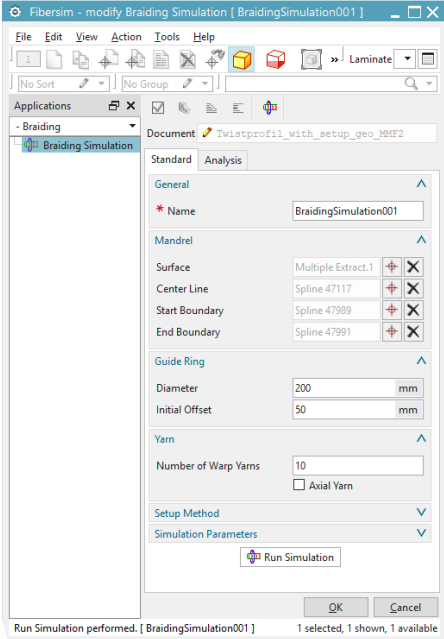 Fibersim - modify Braiding Simulation [ BraidingSimulation001 ]
File Edit View Action Tools Help
1 » Laminate
No Sort No Group
Applications
- Braiding
Braiding Simulation
Document Twistprofil_with_setup_geo_MMF2
Standard Analysis
General
* Name BraidingSimulation001
Mandrel
Surface Multiple Extract.1
Center Line Spline 47117
Start Boundary Spline 47989
End Boundary Spline 47991
Guide Ring
Diameter 200 mm
Initial Offset 50 mm
Yarn
Number of Warp Yarns 10
Axial Yarn
Setup Method
Simulation Parameters
Run Simulation
OK Cancel
Run Simulation performed. [ BraidingSimulation001 ] 1 selected, 1 shown, 1 available